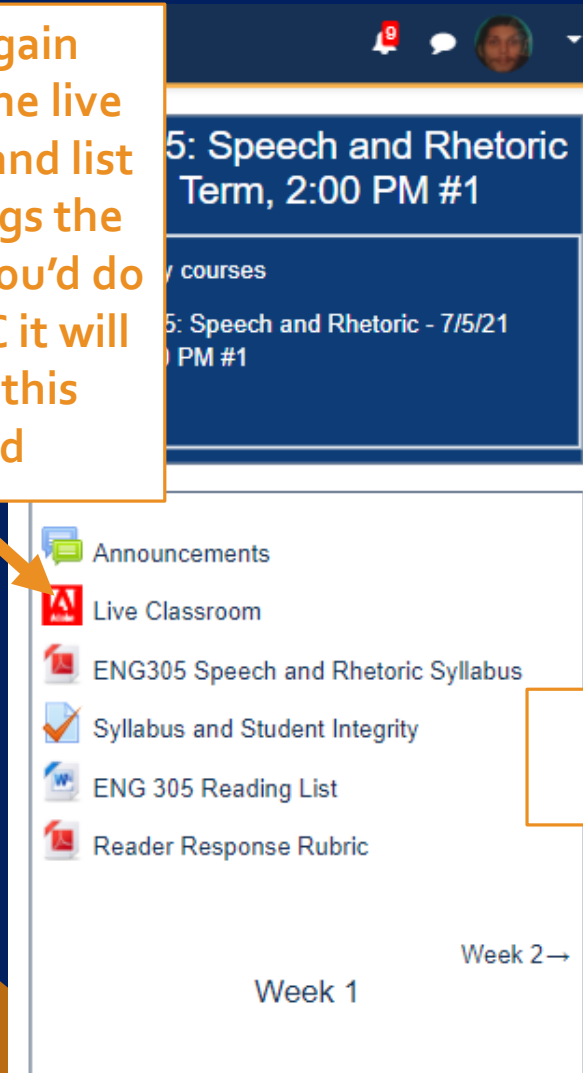 gain
he live
and list
gs the
ou'd do
it will
this
d
9
5: Speech and Rhetoric
Term, 2:00 PM #1
courses
5: Speech and Rhetoric - 7/5/21
PM #1
Announcements
Live Classroom
ENG305 Speech and Rhetoric Syllabus
Syllabus and Student Integrity
ENG 305 Reading List
Reader Response Rubric
Week 2→
Week 1